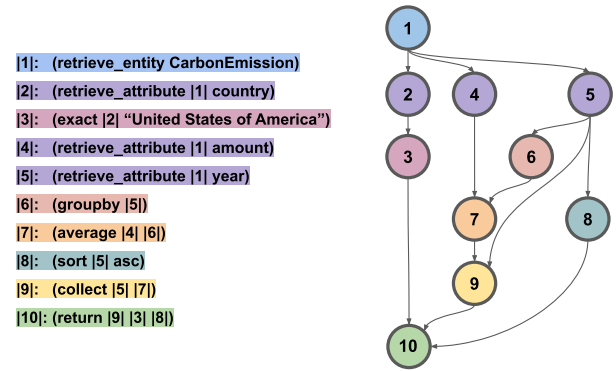 |1|: (retrieve_entity CarbonEmission)
|2|: (retrieve_attribute |1| country)
|3|: (exact |2| “United States of America”)
|4|: (retrieve_attribute |1| amount)
|5|: (retrieve_attribute |1| year)
|6|: (groupby |5|)
|7|: (average |4| |6|)
|8|: (sort |5| asc)
|9|: (collect |5| |7|)
|10|: (return |9| |3| |8|)
1
2 4 5
3 6
7 8
9
10